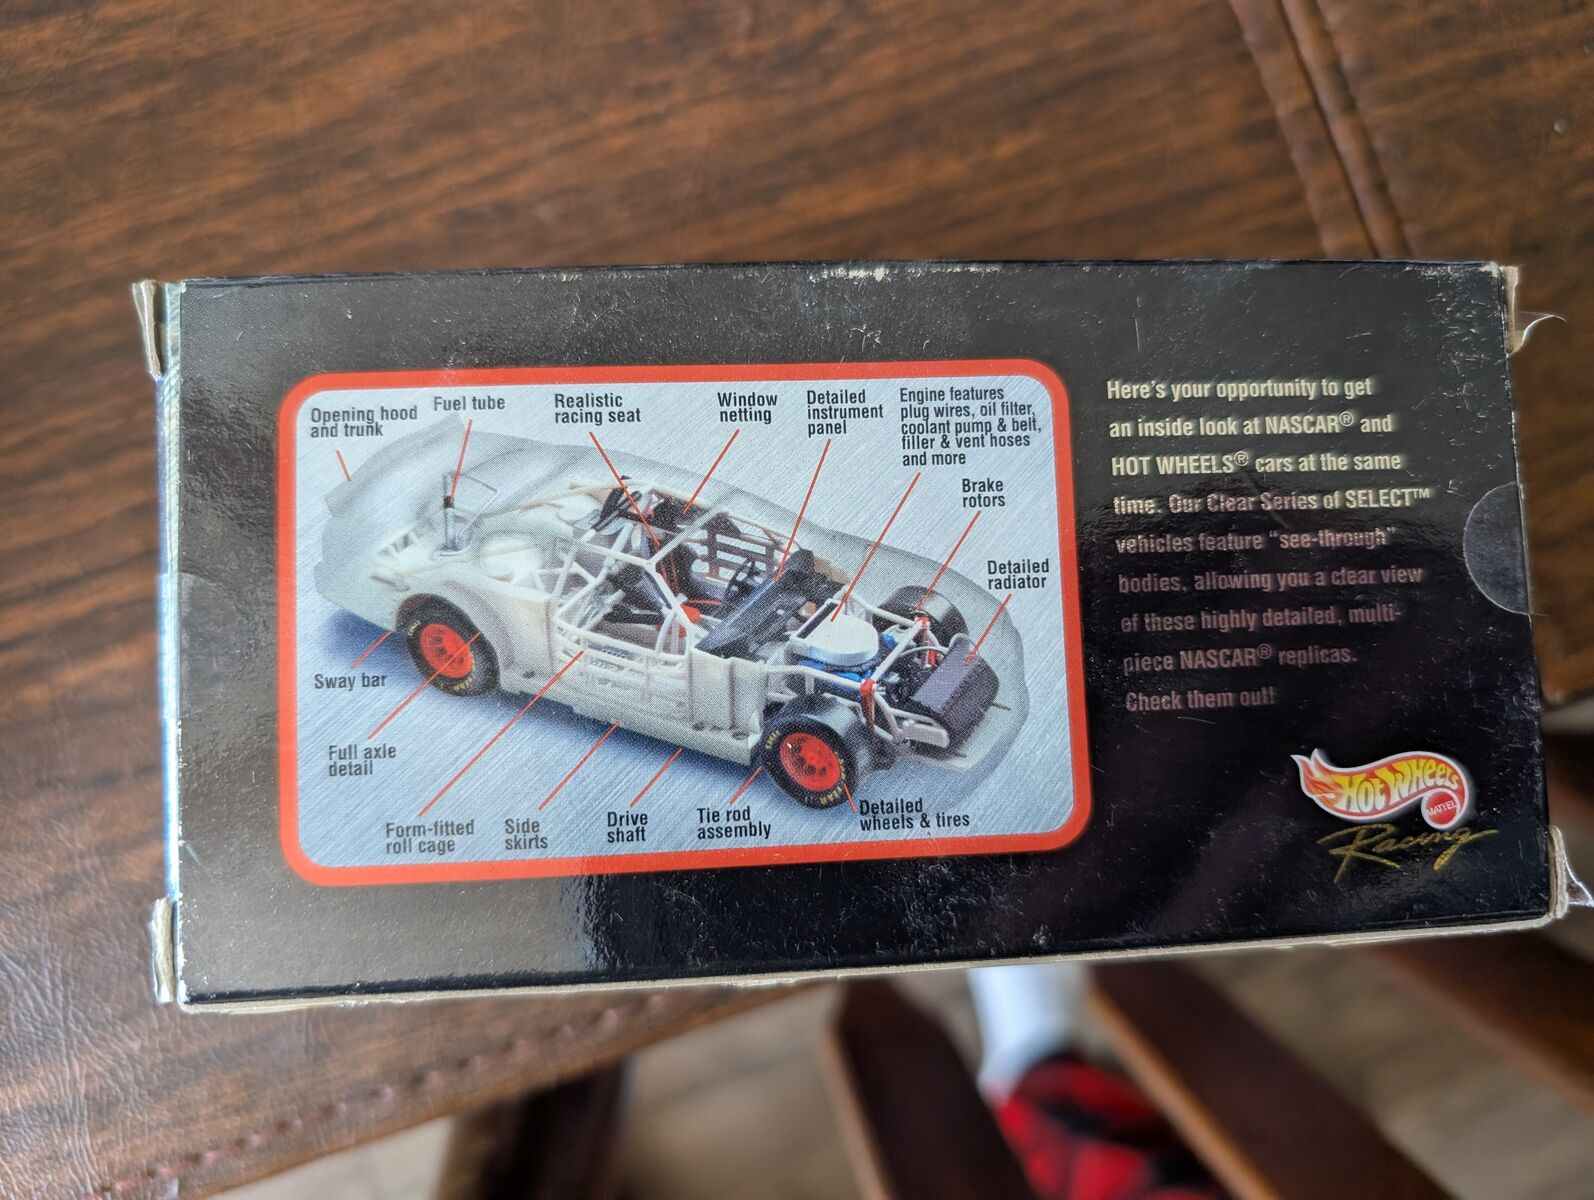 Opening hood
and trunk
Fuel tube
Realistic
racing seat
Window
netting
Detailed
instrument
panel
Engine features
plug wires, oil filter,
coolant pump & belt,
filler & vent hoses
and more
Brake
rotors
Detailed
radiator
Sway bar
Full axle
detail
Form-fitted
roll cage
Side
skirts
Drive
shaft
Tie rod
assembly
Detailed
wheels & tires
Here's your opportunity to get
an inside look at NASCAR® and
HOT WHEELS® cars at the same
time. Our Clear Series of SELECT™
vehicles feature "see-through"
bodies, allowing you a clear view
of these highly detailed, multi-
piece NASCAR® replicas.
Check them out!
Hot Wheels
MATTEL
Racing